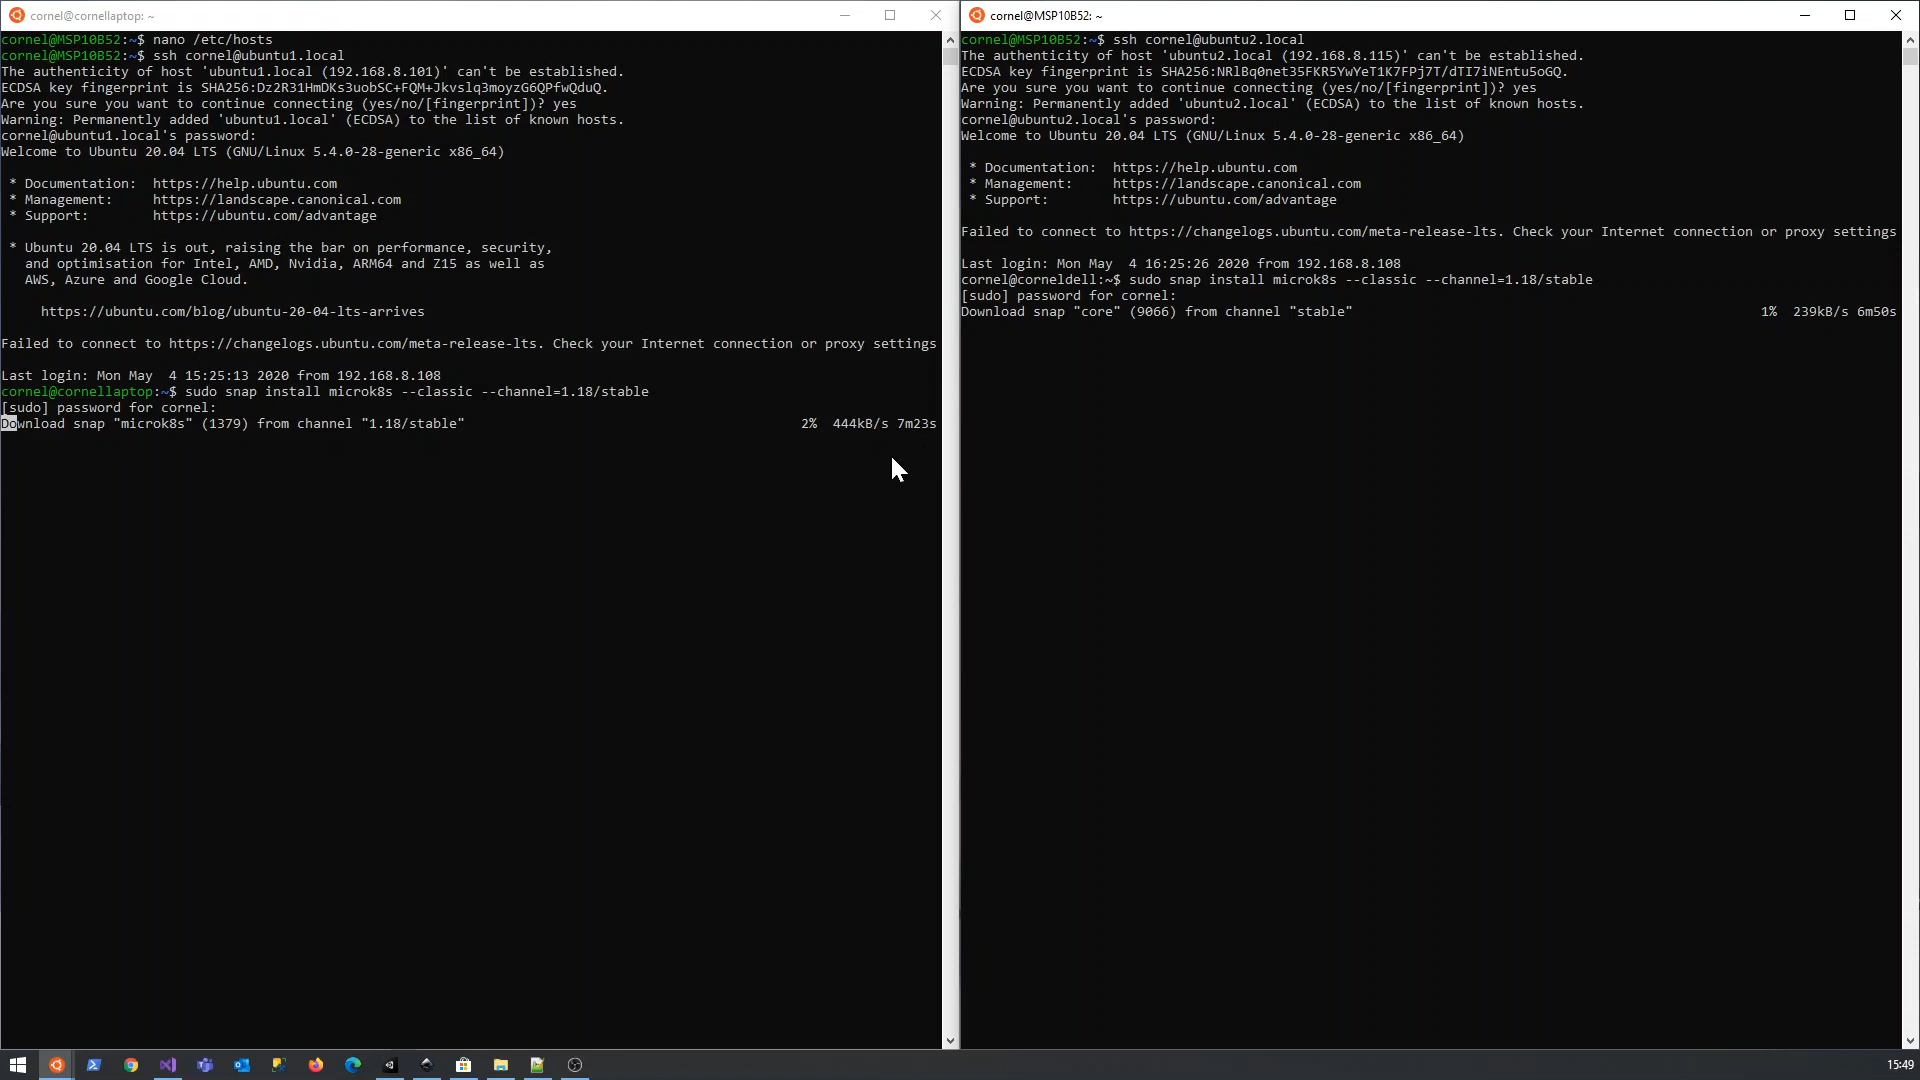 cornel@cornellaptop: ~
cornel@MSP10B52:~$ nano /etc/hosts
cornel@MSP10B52:~$ ssh cornel@ubuntu1.local
The authenticity of host 'ubuntu1.local (192.168.8.101)' can't be established.
ECDSA key fingerprint is SHA256:Dz2R31HmDKs3uobSC+FQM+Jkvslq3moyzG6QPfwQduQ.
Are you sure you want to continue connecting (yes/no/[fingerprint])? yes
Warning: Permanently added 'ubuntu1.local' (ECDSA) to the list of known hosts.
cornel@ubuntu1.local's password:
Welcome to Ubuntu 20.04 LTS (GNU/Linux 5.4.0-28-generic x86_64)
* Documentation:  https://help.ubuntu.com
* Management:     https://landscape.canonical.com
* Support:        https://ubuntu.com/advantage
* Ubuntu 20.04 LTS is out, raising the bar on performance, security,
and optimisation for Intel, AMD, Nvidia, ARM64 and Z15 as well as
AWS, Azure and Google Cloud.
https://ubuntu.com/blog/ubuntu-20-04-lts-arrives
Failed to connect to https://changelogs.ubuntu.com/meta-release-lts. Check your Internet connection or proxy settings
Last login: Mon May  4 15:25:13 2020 from 192.168.8.108
cornel@cornellaptop:~$ sudo snap install microk8s --classic --channel=1.18/stable
[sudo] password for cornel:
Download snap "microk8s" (1379) from channel "1.18/stable" 2% 444kB/s 7m23s
cornel@MSP10B52: ~
cornel@MSP10B52:~$ ssh cornel@ubuntu2.local
The authenticity of host 'ubuntu2.local (192.168.8.115)' can't be established.
ECDSA key fingerprint is SHA256:NRlBq0net35FKR5YwYeT1K7FPj7T/dTI7iNEntu5oGQ.
Are you sure you want to continue connecting (yes/no/[fingerprint])? yes
Warning: Permanently added 'ubuntu2.local' (ECDSA) to the list of known hosts.
cornel@ubuntu2.local's password:
Welcome to Ubuntu 20.04 LTS (GNU/Linux 5.4.0-28-generic x86_64)
* Documentation:  https://help.ubuntu.com
* Management:     https://landscape.canonical.com
* Support:        https://ubuntu.com/advantage
Failed to connect to https://changelogs.ubuntu.com/meta-release-lts. Check your Internet connection or proxy settings
Last login: Mon May  4 16:25:26 2020 from 192.168.8.108
cornel@corneldell:~$ sudo snap install microk8s --classic --channel=1.18/stable
[sudo] password for cornel:
Download snap "core" (9066) from channel "stable" 1% 239kB/s 6m50s
15:49